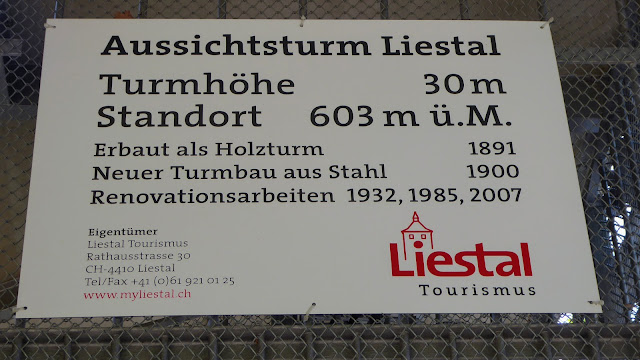 Aussichtsturm Liestal
Turmhöhe 30 m
Standort 603 m ü.M.
Erbaut als Holzturm 1891
Neuer Turmbau aus Stahl 1900
Renovationsarbeiten 1932, 1985, 2007
Eigentümer
Liestal Tourismus
Rathausstrasse 30
CH-4410 Liestal
Tel/Fax +41 (0)61 921 01 25
www.myliestal.ch
Liestal
Tourismus